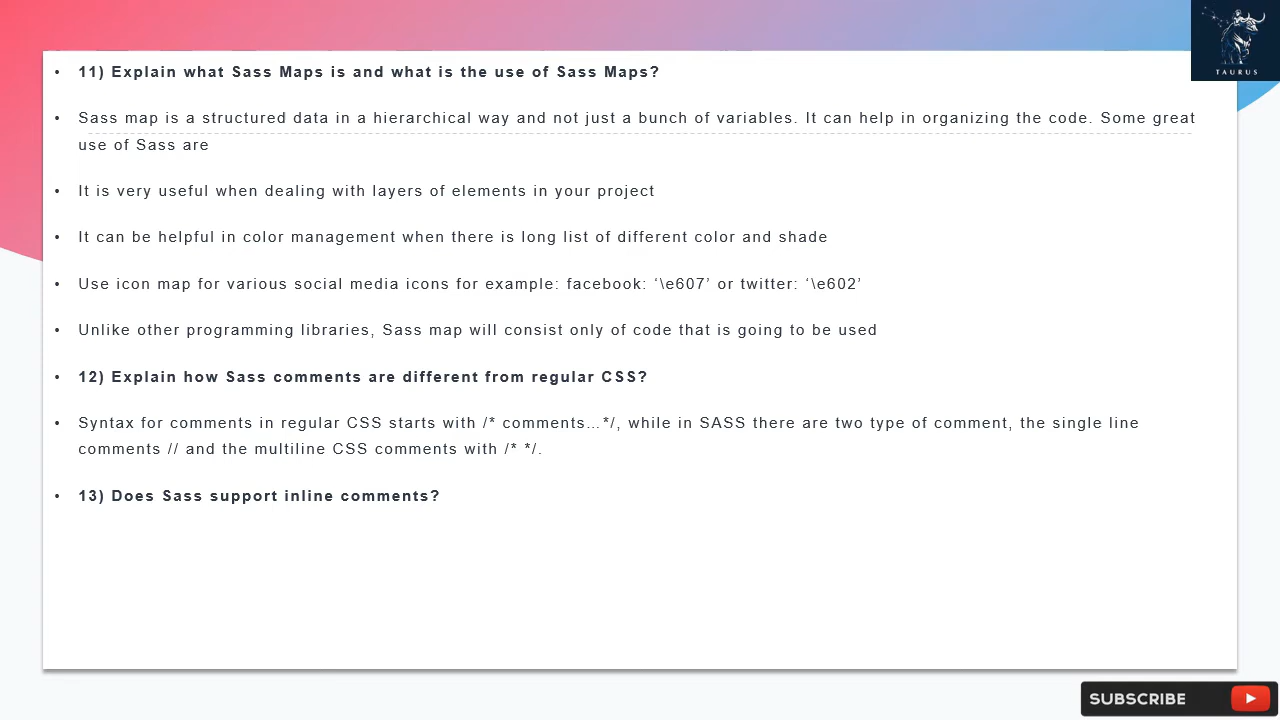 TAURUS
• 11) Explain what Sass Maps is and what is the use of Sass Maps?
• Sass map is a structured data in a hierarchical way and not just a bunch of variables. It can help in organizing the code. Some great
use of Sass are
• It is very useful when dealing with layers of elements in your project
• It can be helpful in color management when there is long list of different color and shade
• Use icon map for various social media icons for example: facebook: ‘\e607’ or twitter: ‘\e602’
• Unlike other programming libraries, Sass map will consist only of code that is going to be used
• 12) Explain how Sass comments are different from regular CSS?
• Syntax for comments in regular CSS starts with /* comments…*/, while in SASS there are two type of comment, the single line
comments // and the multiline CSS comments with /* */.
• 13) Does Sass support inline comments?
SUBSCRIBE